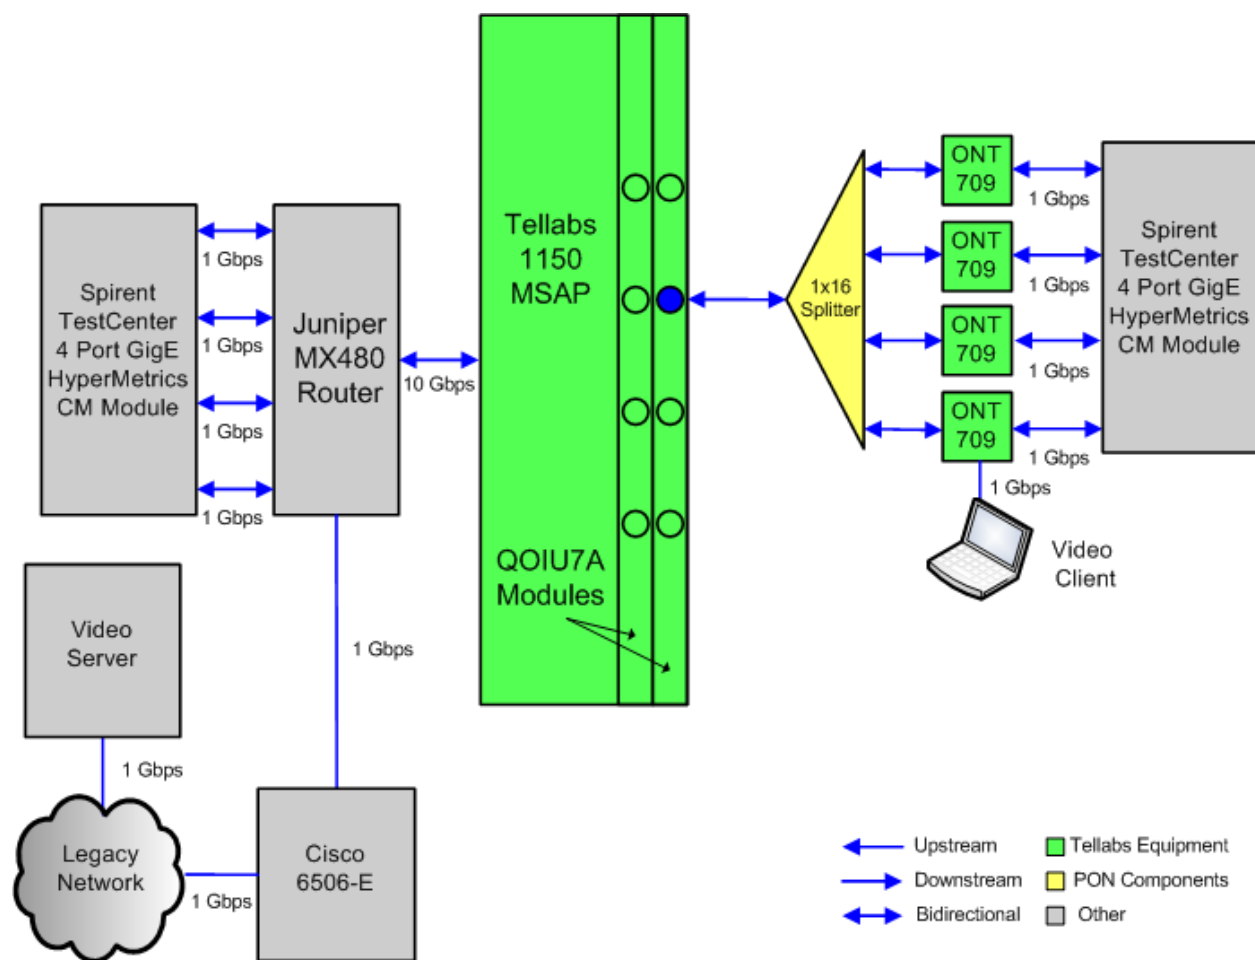 Spirent
TestCenter
4 Port GigE
HyperMetrics
CM Module
1 Gbps
1 Gbps
1 Gbps
1 Gbps
Juniper
MX480
Router
10 Gbps
Tellabs
1150
MSAP
QOIU7A
Modules
1x16
Splitter
ONT
709
ONT
709
ONT
709
ONT
709
1 Gbps
1 Gbps
1 Gbps
1 Gbps
1 Gbps
Spirent
TestCenter
4 Port GigE
HyperMetrics
CM Module
Video
Client
Video
Server
1 Gbps
1 Gbps
Legacy
Network
1 Gbps
Cisco
6506-E
Upstream
Downstream
Bidirectional
Tellabs Equipment
PON Components
Other